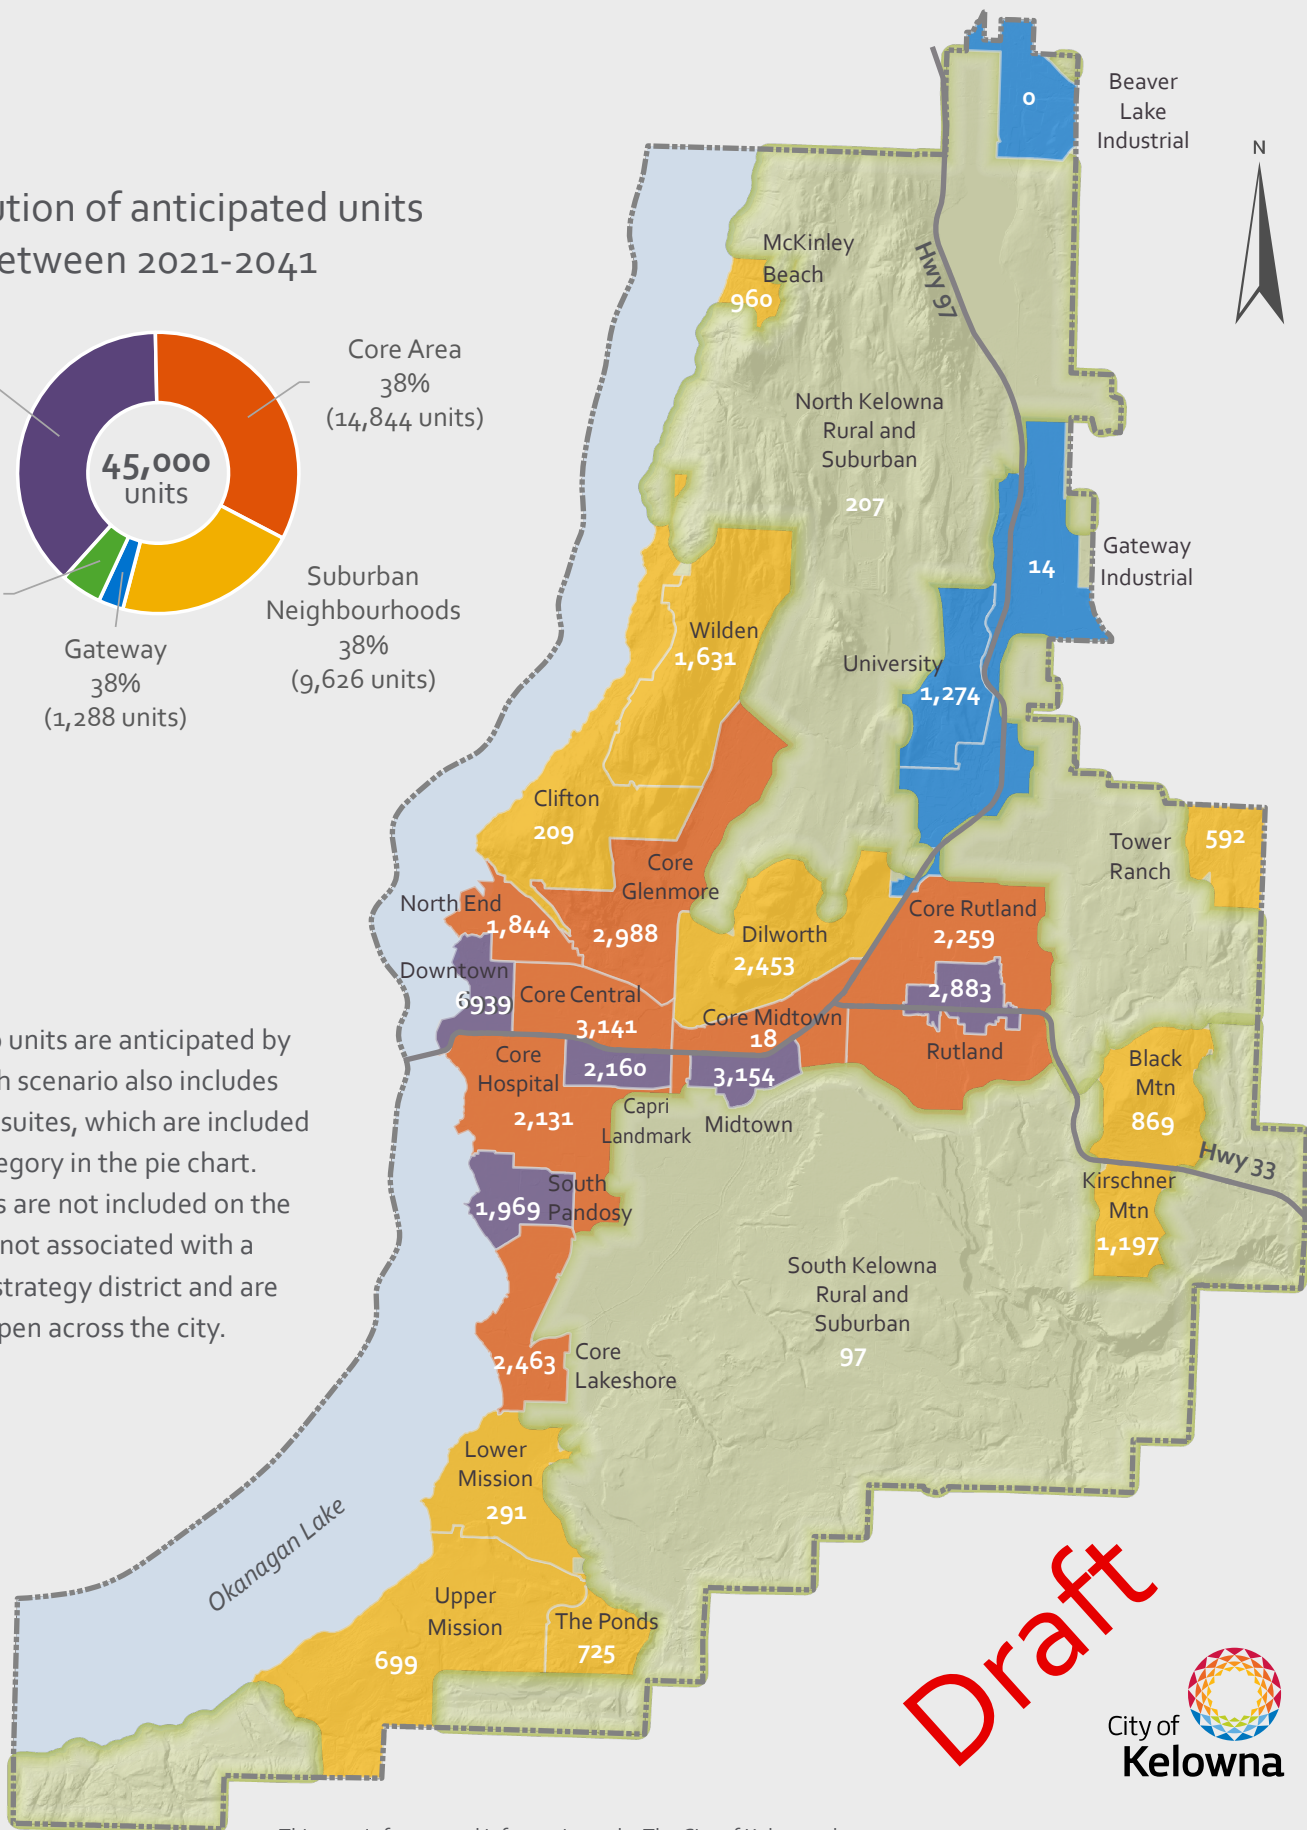 ution of anticipated units
etween 2021-2041
45,000
units
Core Area
38%
(14,844 units)
Suburban
Neighbourhoods
38%
(9,626 units)
Gateway
38%
(1,288 units)
units are anticipated by
h scenario also includes
suites, which are included
egory in the pie chart.
s are not included on the
not associated with a
strategy district and are
pen across the city.
Beaver
Lake
Industrial
0
N
McKinley
Beach
960
Hwy 97
North Kelowna
Rural and
Suburban
207
Gateway
Industrial
14
Wilden
1,631
University
1,274
Clifton
209
Core
Glenmore
2,988
Tower
Ranch
592
North End
1,844
Dilworth
2,453
Core Rutland
2,259
Downtown
6939
Core Central
3,141
2,883
Core Midtown
18
Rutland
Core
Hospital
2,131
2,160
3,154
Capri
Landmark
Midtown
Black
Mtn
869
Hwy 33
Kirschner
Mtn
1,197
South
Pandosy
1,969
South Kelowna
Rural and
Suburban
97
2,463
Core
Lakeshore
Lower
Mission
291
Okanagan Lake
Upper
Mission
699
The Ponds
725
Draft
City of
Kelowna